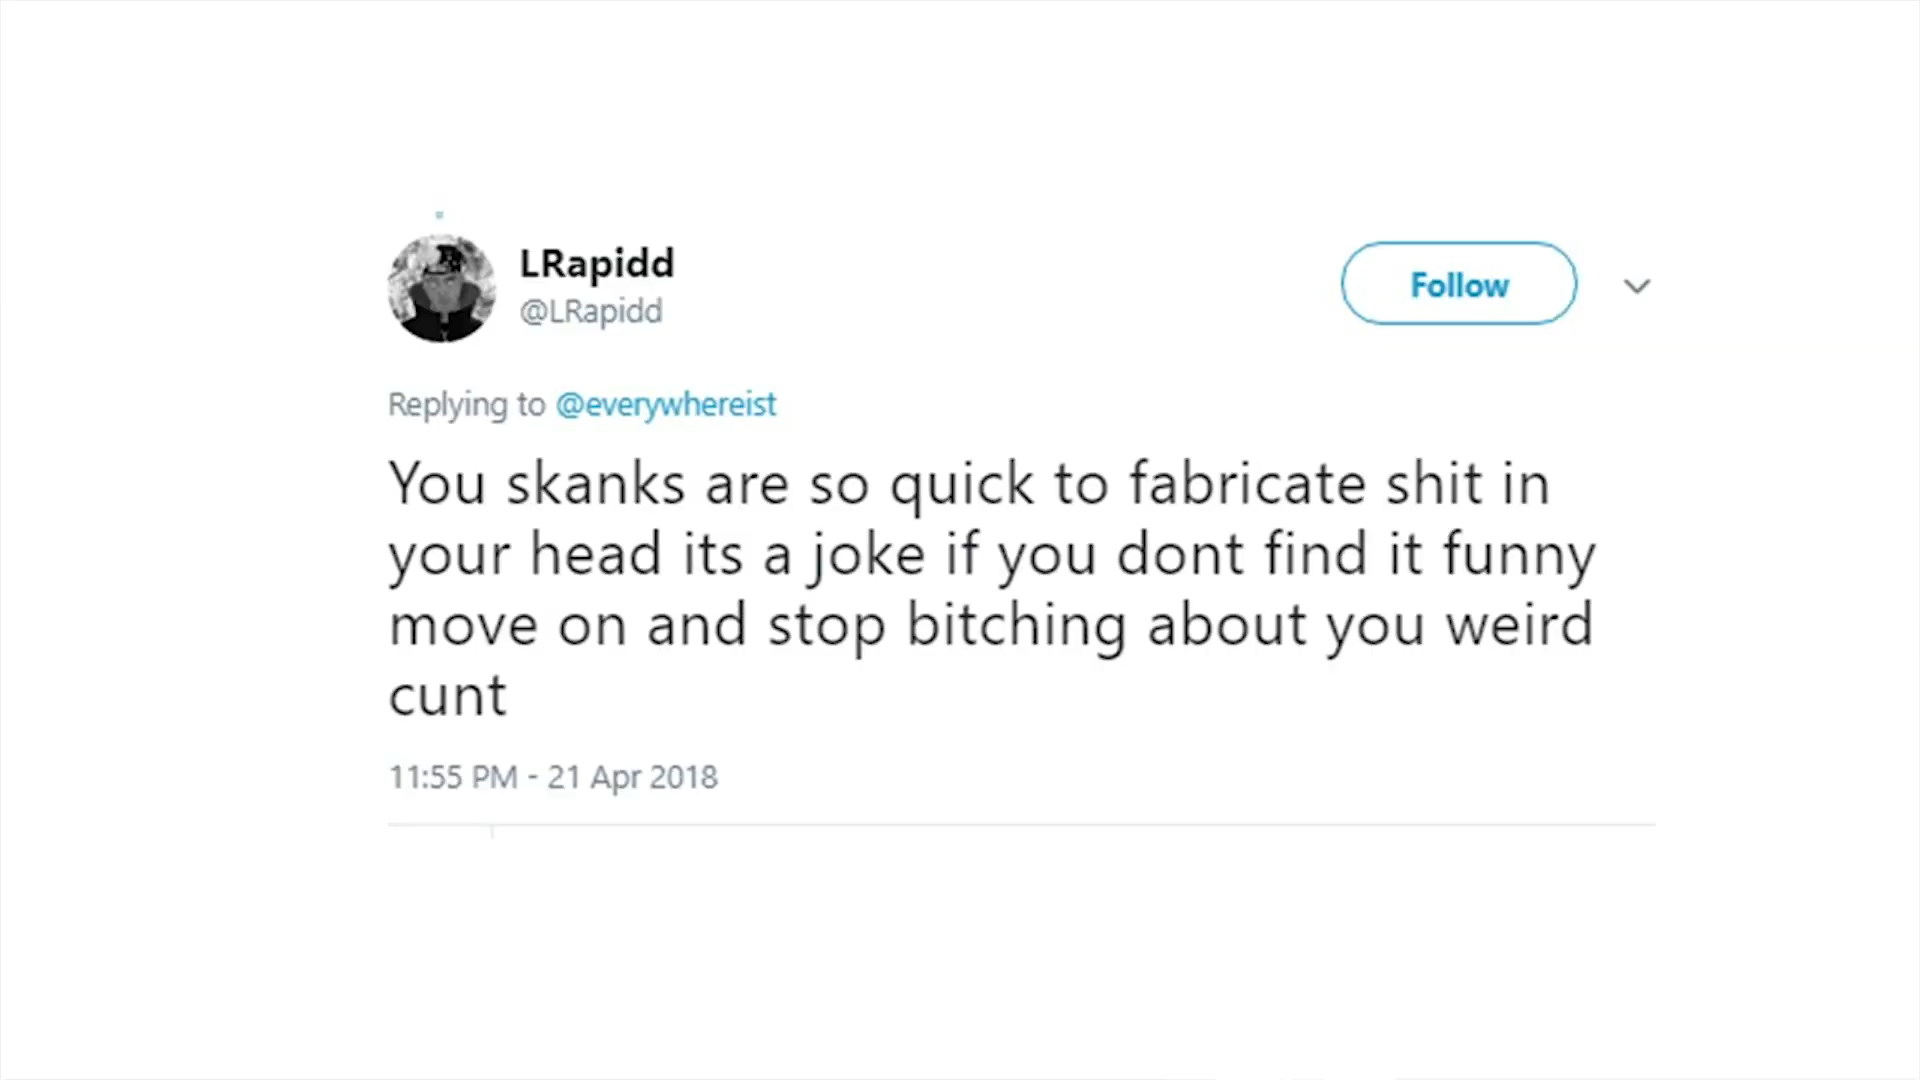 LRapidd
@LRapidd
Follow
Replying to @everywhereist
You skanks are so quick to fabricate shit in
your head its a joke if you dont find it funny
move on and stop bitching about you weird
cunt
11:55 PM - 21 Apr 2018